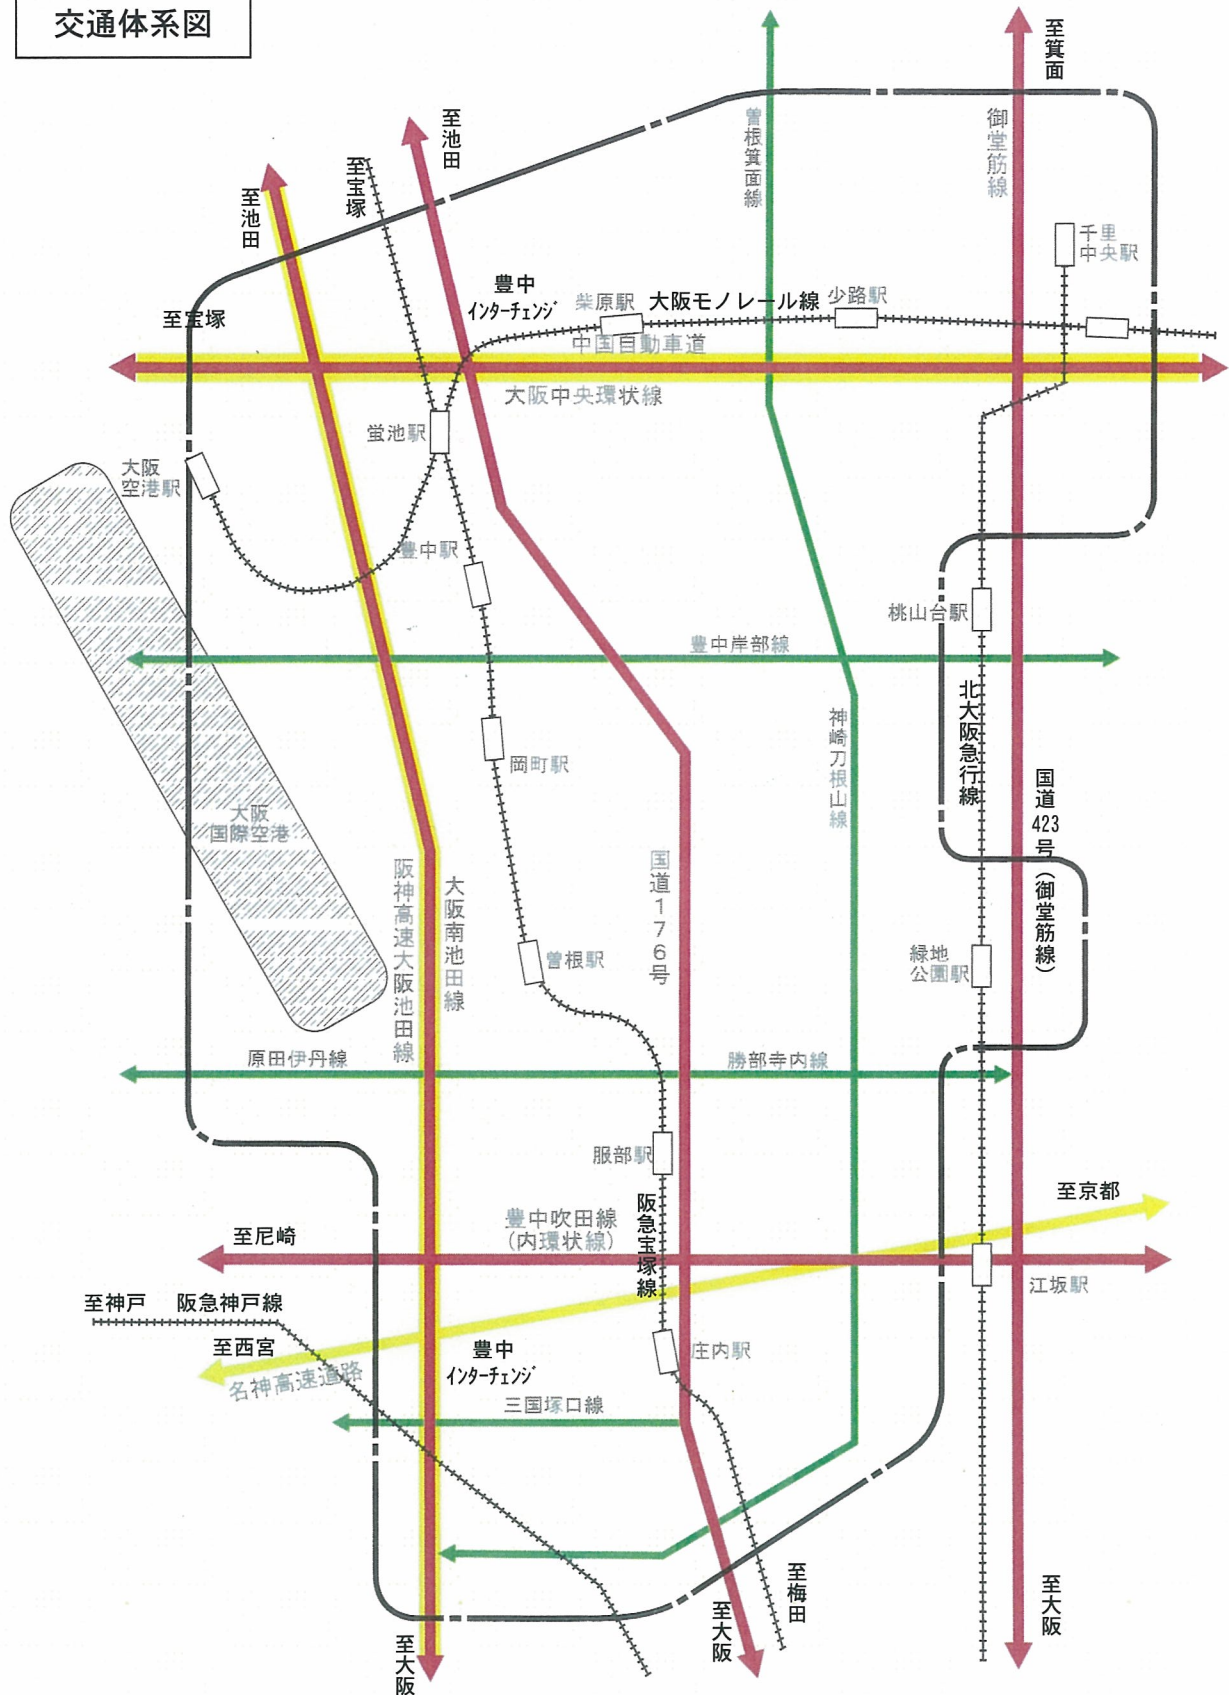 交通体系図
至箕面
至池田
至宝塚
至池田
曽根箕面線
御堂筋線
千里
中央駅
豊中
インターチェンジ
柴原駅
大阪モノレール線
少路駅
至宝塚
中国自動車道
大阪中央環状線
蛍池駅
大阪
空港駅
豊中駅
桃山台駅
豊中岸部線
北大阪急行線
神崎刀根山線
岡町駅
国道423号(御堂筋線)
大阪
国際空港
阪神高速大阪池田線
大阪南池田線
国道176号
曽根駅
緑地
公園駅
原田伊丹線
勝部寺内線
服部駅
至京都
阪急宝塚線
豊中吹田線
(内環状線)
至尼崎
江坂駅
至神戸
阪急神戸線
至西宮
名神高速道路
豊中
インターチェンジ
庄内駅
三国塚口線
至梅田
至大阪
至大阪
至大阪